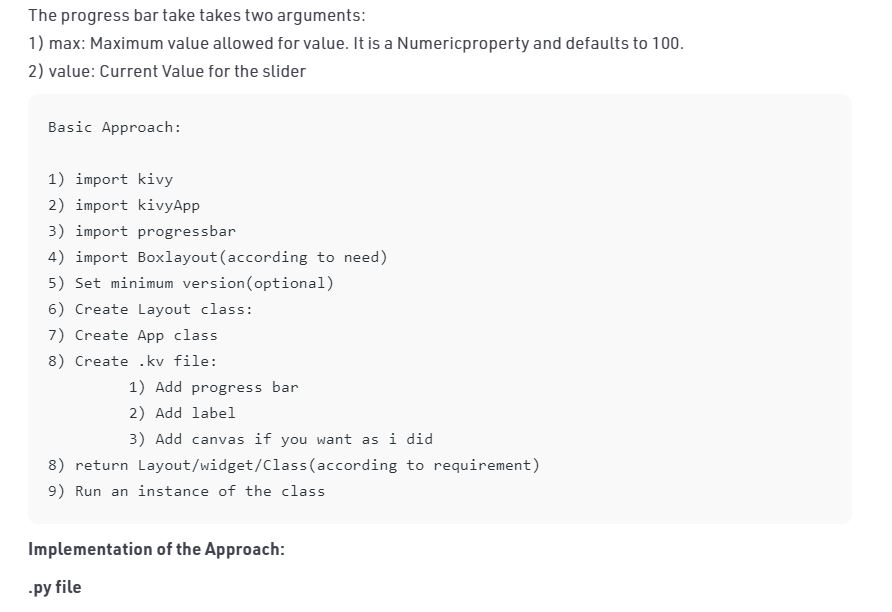 The progress bar take takes two arguments:
1) max: Maximum value allowed for value. It is a Numericproperty and defaults to 100.
2) value: Current Value for the slider
Basic Approach:
1) import kivy
2) import kivyApp
3) import progressbar
4) import Boxlayout(according to need)
5) Set minimum version(optional)
6) Create Layout class:
7) Create App class
8) Create .kv file:
1) Add progress bar
2) Add label
3) Add canvas if you want as i did
8) return Layout/widget/Class(according to requirement)
9) Run an instance of the class
Implementation of the Approach:
.py file